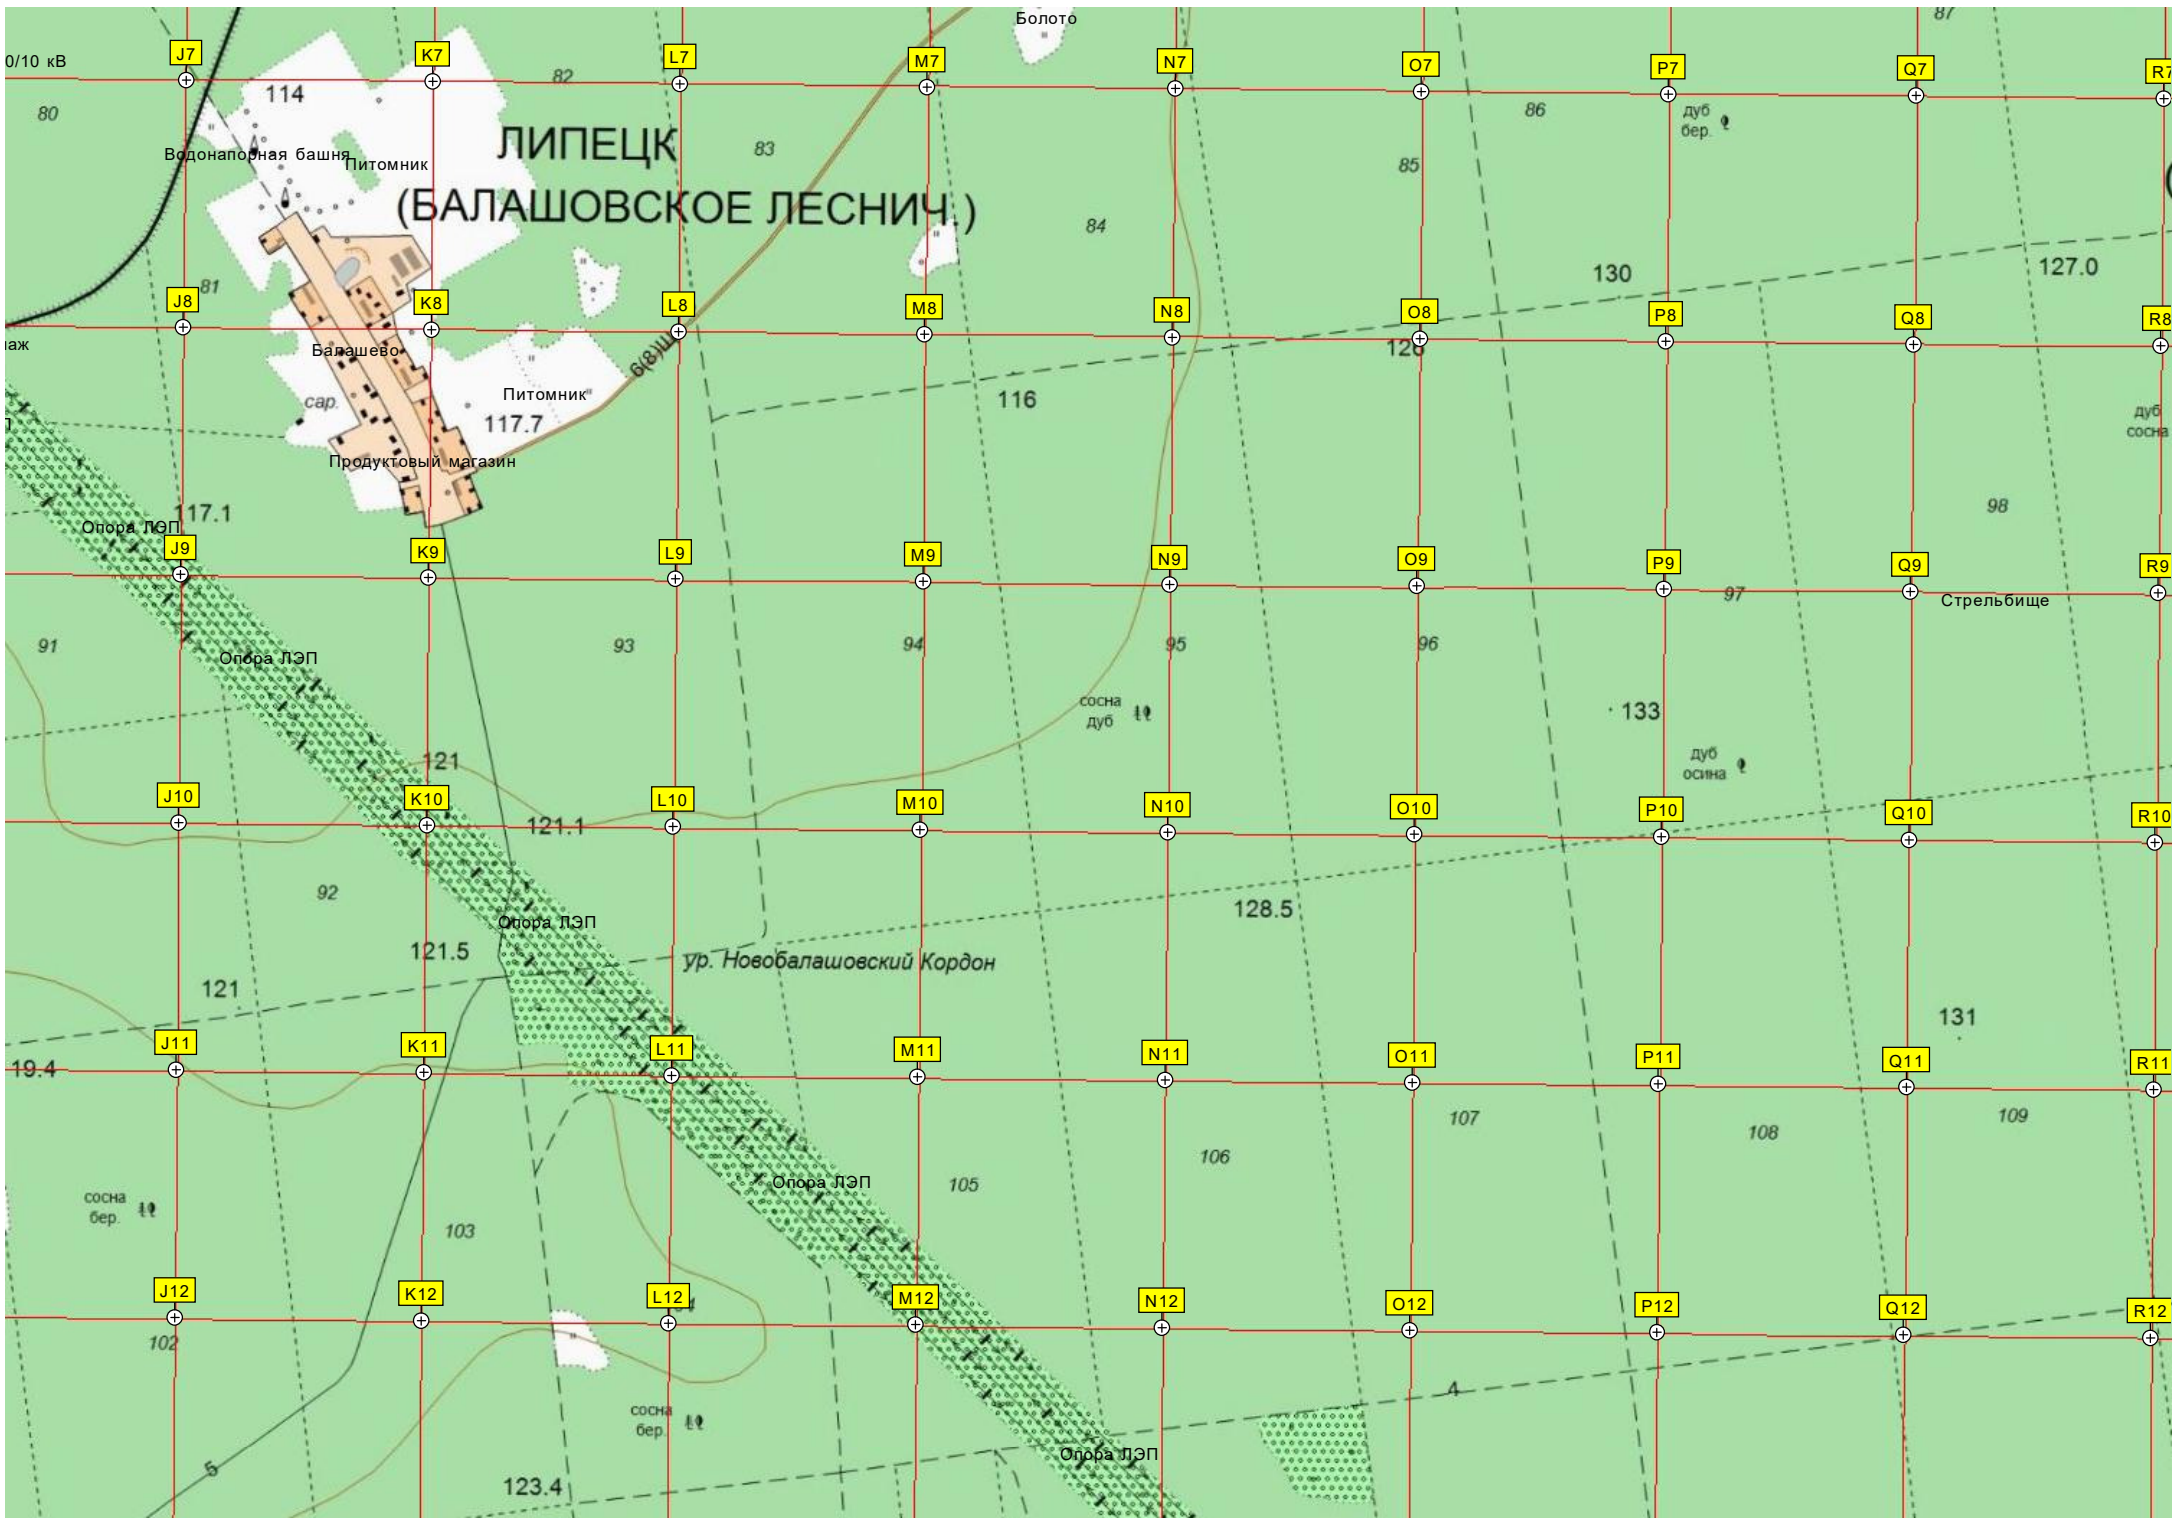 Болото
87
J7
K7
L7
M7
N7
O7
P7
Q7
R7
0/10 кВ
80
114
82
83
86
дуб
бер.
85
ЛИПЕЦК
(БАЛАШОВСКОЕ ЛЕСНИЧ.)
Водонапорная башня
Питомник
84
81
130
127.0
J8
K8
L8
M8
N8
O8
P8
Q8
R8
Балашево
6(8)Щ
126
сар.
Питомник
117.7
116
дуб
сосна
Продуктовый магазин
117.1
98
Опора ЛЭП
J9
K9
L9
M9
N9
O9
P9
Q9
R9
97
Стрельбище
91
Опора ЛЭП
93
94
95
96
сосна
дуб
133
121
дуб
осина
J10
K10
L10
M10
N10
O10
P10
Q10
R10
121.1
92
128.5
Опора ЛЭП
121.5
ур. Новобалашовский Кордон
121
131
J11
K11
L11
M11
N11
O11
P11
Q11
R11
19.4
107
108
109
106
105
Опора ЛЭП
сосна
бер.
103
J12
K12
L12
M12
N12
O12
P12
Q12
R12
102
4
сосна
бер.
Опора ЛЭП
5
123.4